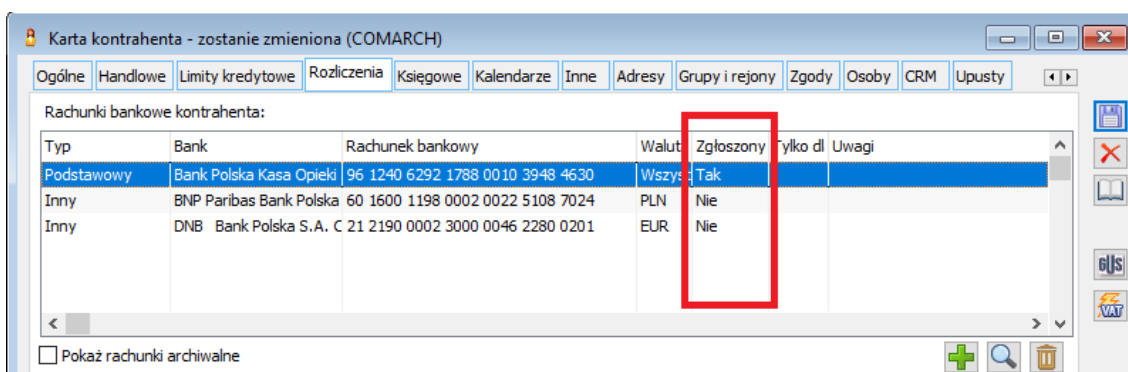 Karta kontrahenta - zostanie zmieniona (COMARCH)
Ogólne Handlowe Limity kredytowe Rozliczenia Księgowe Kalendarze Inne Adresy Grupy i rejony Zgody Osoby CRM Upusty
Rachunki bankowe kontrahenta:
Typ Bank Rachunek bankowy Walut Zgłoszony Tylko dl Uwagi
Podstawowy Bank Polska Kasa Opieki 96 1240 6292 1788 0010 3948 4630 Wszys Tak
Inny BNP Paribas Bank Polska 60 1600 1198 0002 0022 5108 7024 PLN Nie
Inny DNB Bank Polska S.A. C 21 2190 0002 3000 0046 2280 0201 EUR Nie
GUS
VAT
Pokaż rachunki archiwalne